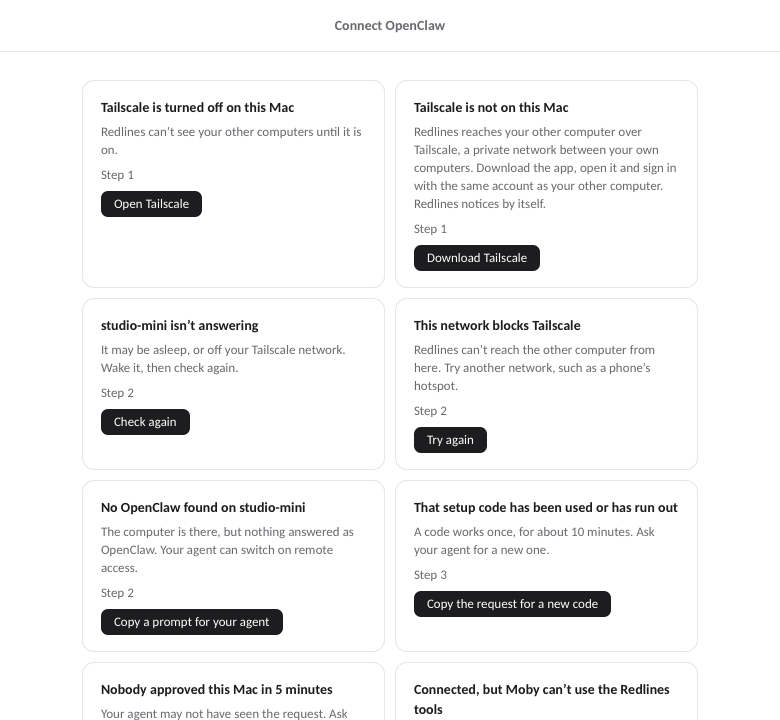 Connect OpenClaw
Tailscale is turned off on this Mac
Redlines can’t see your other computers until it is
on.
Step 1
Open Tailscale
Tailscale is not on this Mac
Redlines reaches your other computer over
Tailscale, a private network between your own
computers. Download the app, open it and sign in
with the same account as your other computer.
Redlines notices by itself.
Step 1
Download Tailscale
studio-mini isn’t answering
It may be asleep, or off your Tailscale network.
Wake it, then check again.
Step 2
Check again
This network blocks Tailscale
Redlines can’t reach the other computer from
here. Try another network, such as a phone’s
hotspot.
Step 2
Try again
No OpenClaw found on studio-mini
The computer is there, but nothing answered as
OpenClaw. Your agent can switch on remote
access.
Step 2
Copy a prompt for your agent
That setup code has been used or has run out
A code works once, for about 10 minutes. Ask
your agent for a new one.
Step 3
Copy the request for a new code
Nobody approved this Mac in 5 minutes
Your agent may not have seen the request. Ask
Connected, but Moby can’t use the Redlines
tools